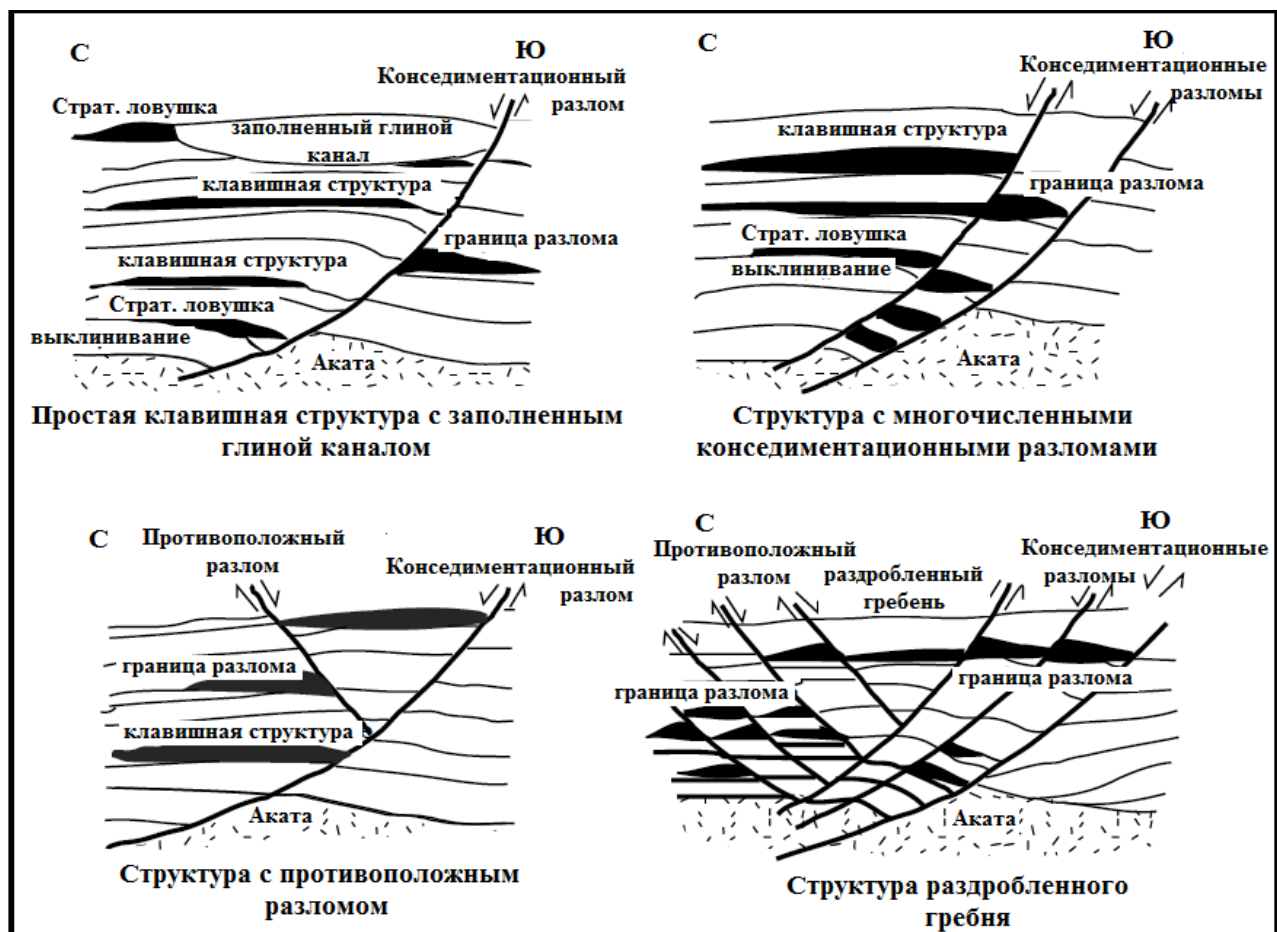 С
Ю
Конседиментационный
разлом
Страт. ловушка
заполненный глиной
канал
клавишная структура
граница разлома
клавишная структура
Страт. ловушка
выклинивание
Аката
Простая клавишная структура с заполненным
глиной каналом
С
Ю
Конседиментационные
разломы
клавишная структура
граница разлома
Страт. ловушка
выклинивание
Аката
Структура с многочисленными
конседиментационными разломами
С
Ю
Противоположный
разлом
Конседиментационный
разлом
граница разлома
клавишная структура
Аката
Структура с противоположным
разломом
С
Ю
Противоположный
разлом
раздробленный
гребень
Конседиментационные
разломы
граница разлома
граница разлома
Аката
Структура раздробленного
гребня